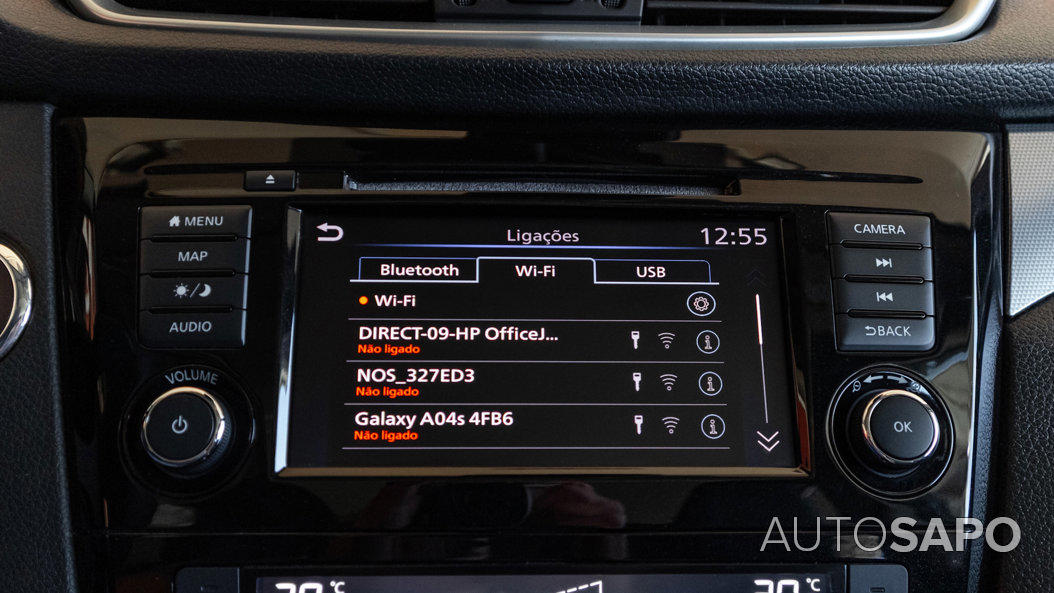 MENU
MAP
AUDIO
VOLUME
Ligações 12:55
Bluetooth Wi-Fi USB
Wi-Fi
DIRECT-09-HP OfficeJ...
Não ligado
NOS_327ED3
Não ligado
Galaxy A04s 4FB6
Não ligado
CAMERA
BACK
OK
AUTOSAPO
°C
°C